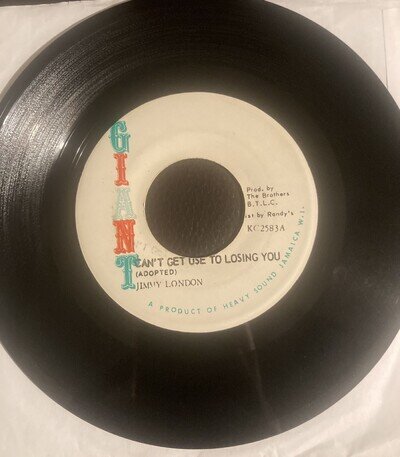 GIANT
Prod. by
The Brothers
B.T.L.C.
ist by Randy's
KC2583A
CAN'T GET USE TO LOSING YOU
(ADOPTED)
JIMMY LONDON
A PRODUCT OF HEAVY SOUND JAMAICA W.I.